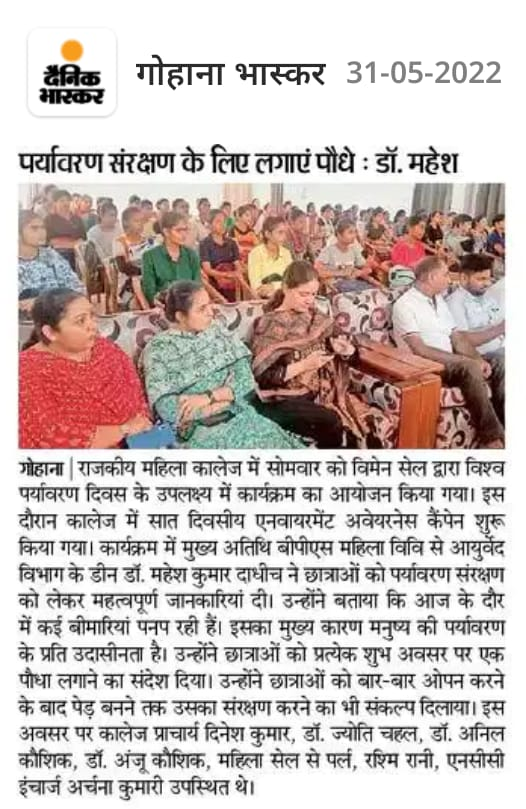 दैनिक
भास्कर
गोहाना भास्कर 31-05-2022
पर्यावरण संरक्षण के लिए लगाएं पौधे : डॉ. महेश
गोहाना | राजकीय महिला कालेज में सोमवार को विमेन सेल द्वारा विश्व
पर्यावरण दिवस के उपलक्ष्य में कार्यक्रम का आयोजन किया गया। इस
दौरान कालेज में सात दिवसीय एनवायरमेंट अवेयरनेस कैंपेन शुरू
किया गया। कार्यक्रम में मुख्य अतिथि बीपीएस महिला विवि से आयुर्वेद
विभाग के डीन डॉ. महेश कुमार दाधीच ने छात्राओं को पर्यावरण संरक्षण
को लेकर महत्वपूर्ण जानकारियां दी। उन्होंने बताया कि आज के दौर
में कई बीमारियां पनप रही हैं। इसका मुख्य कारण मनुष्य की पर्यावरण
के प्रति उदासीनता है। उन्होंने छात्राओं को प्रत्येक शुभ अवसर पर एक
पौधा लगाने का संदेश दिया। उन्होंने छात्राओं को बार-बार ओपन करने
के बाद पेड़ बनने तक उसका संरक्षण करने का भी संकल्प दिलाया। इस
अवसर पर कालेज प्राचार्य दिनेश कुमार, डॉ. ज्योति चहल, डॉ. अनिल
कौशिक, डॉ. अंजू कौशिक, महिला सेल से पर्ल, रश्मि रानी, एनसीसी
इंचार्ज अर्चना कुमारी उपस्थित थे।